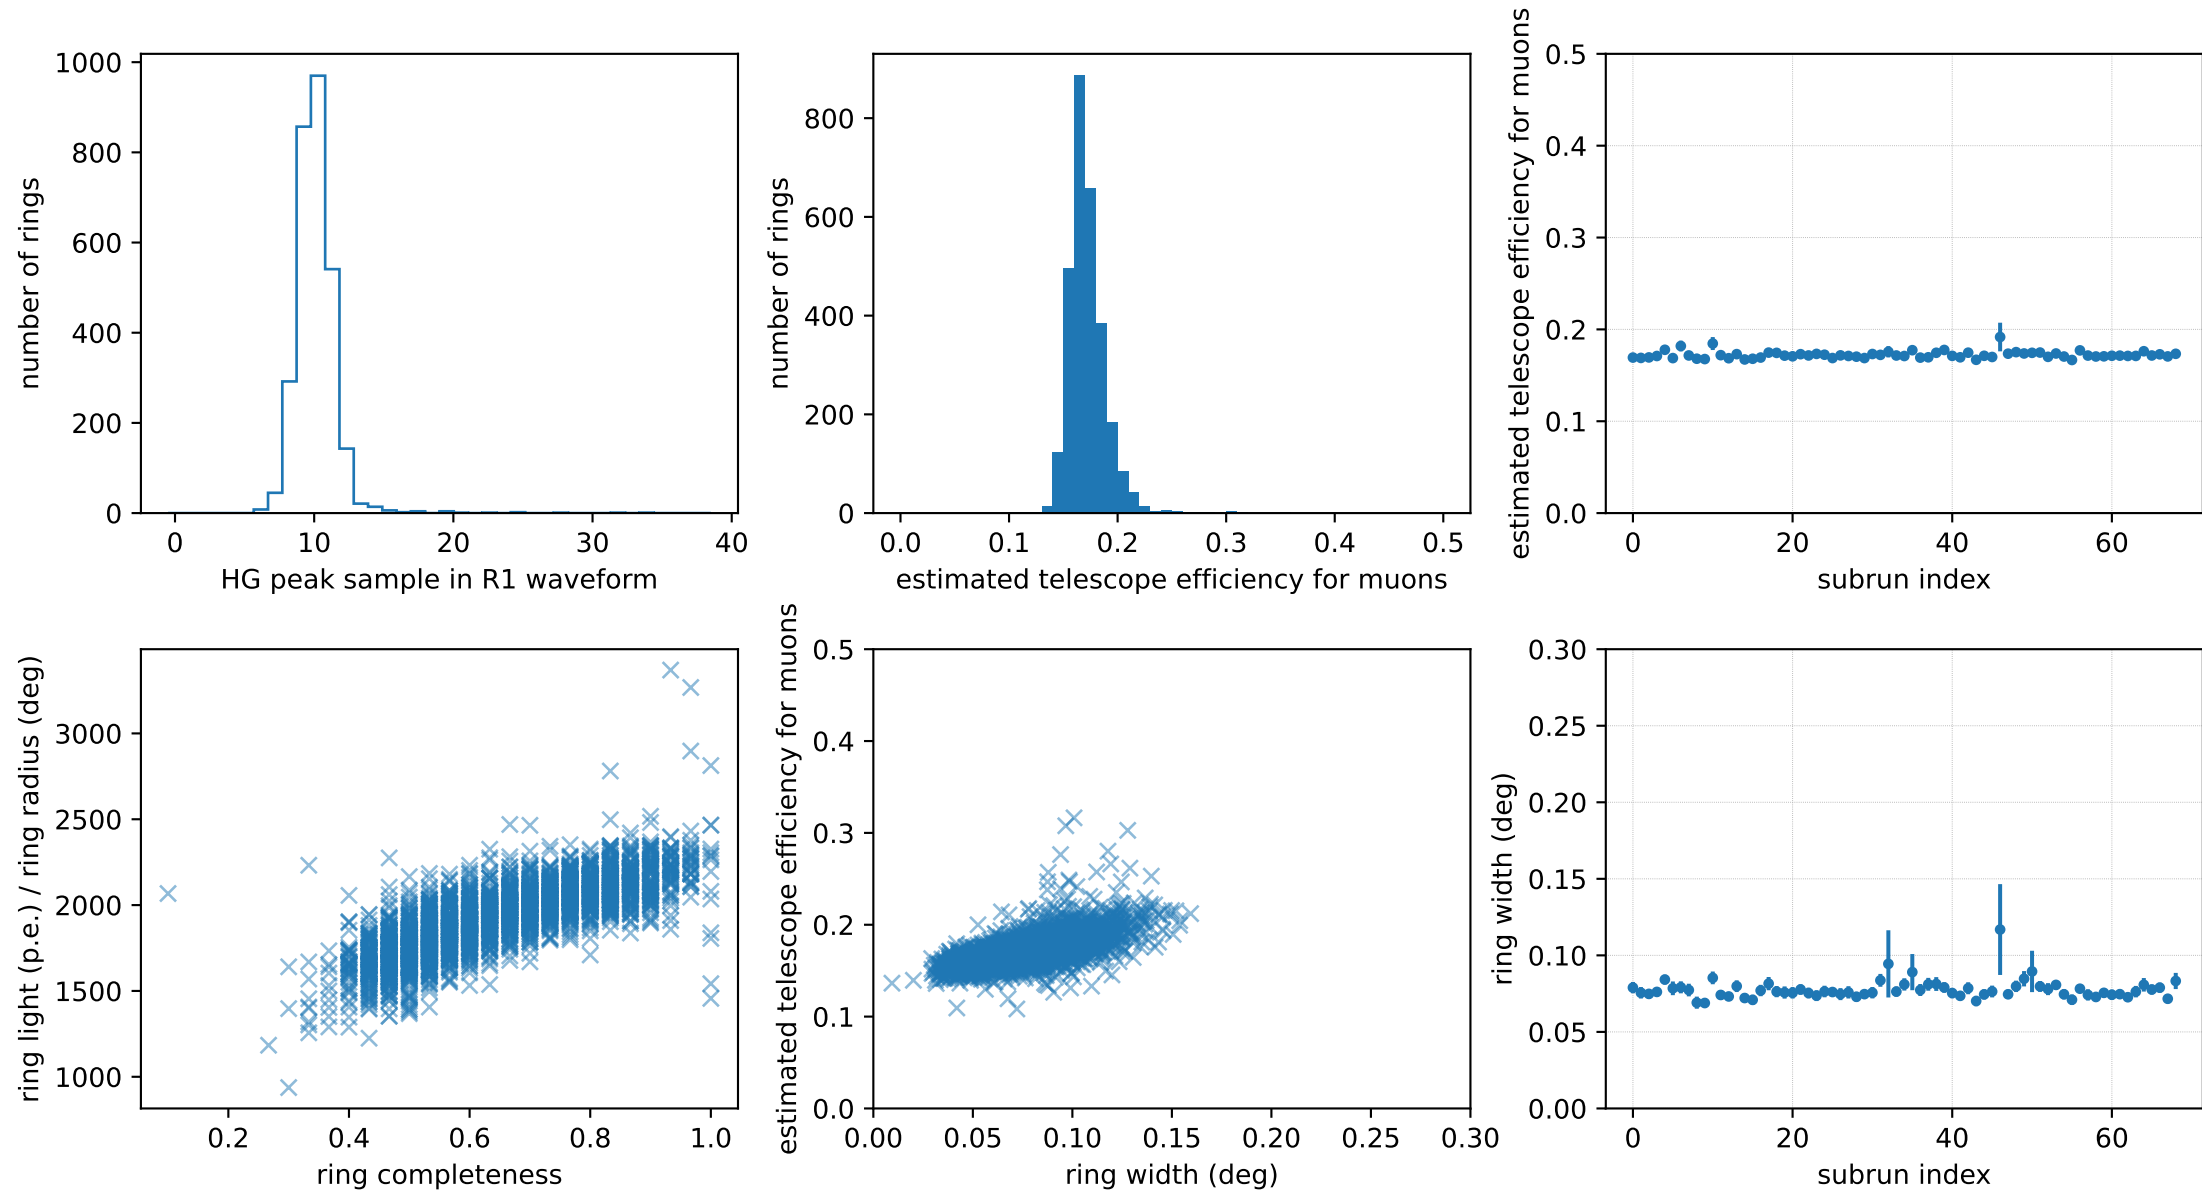 1000
800
600
400
200
0
number of rings
0 10 20 30 40
HG peak sample in R1 waveform
800
600
400
200
0
number of rings
0.0 0.1 0.2 0.3 0.4 0.5
estimated telescope efficiency for muons
0.5
0.4
0.3
0.2
0.1
0.0
estimated telescope efficiency for muons
0 20 40 60
subrun index
3000
2500
2000
1500
1000
ring light (p.e.) / ring radius (deg)
0.2 0.4 0.6 0.8 1.0
ring completeness
0.5
0.4
0.3
0.2
0.1
0.0
estimated telescope efficiency for muons
0.00 0.05 0.10 0.15 0.20 0.25 0.30
ring width (deg)
0.30
0.25
0.20
0.15
0.10
0.05
0.00
ring width (deg)
0 20 40 60
subrun index